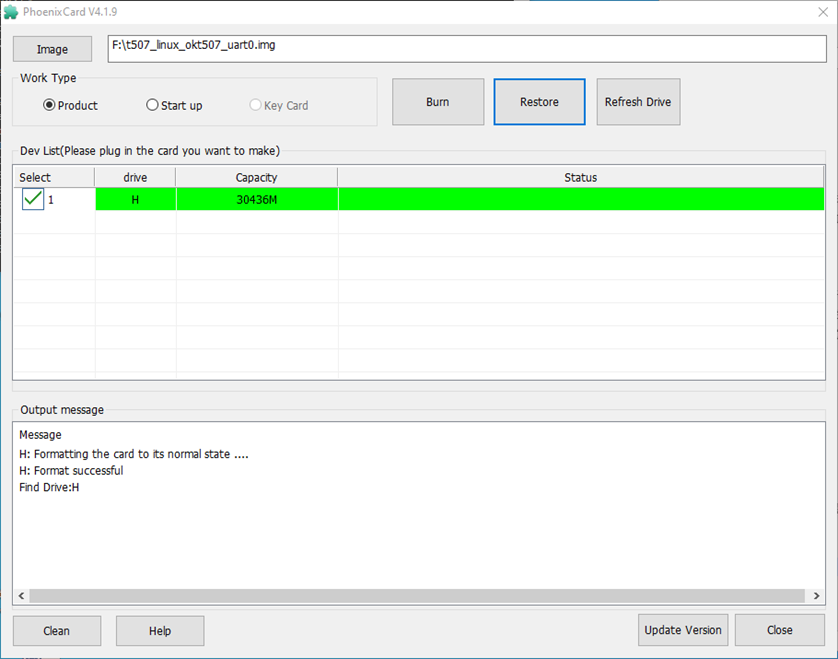 PhoenixCard V4.1.9
Image
F:\t507_linux_okt507_uart0.img
Work Type
Product
Start up
Key Card
Burn
Restore
Refresh Drive
Dev List(Please plug in the card you want to make)
Select drive Capacity Status
1 H 30436M
Output message
Message
H: Formatting the card to its normal state ....
H: Format successful
Find Drive:H
Clean
Help
Update Version
Close